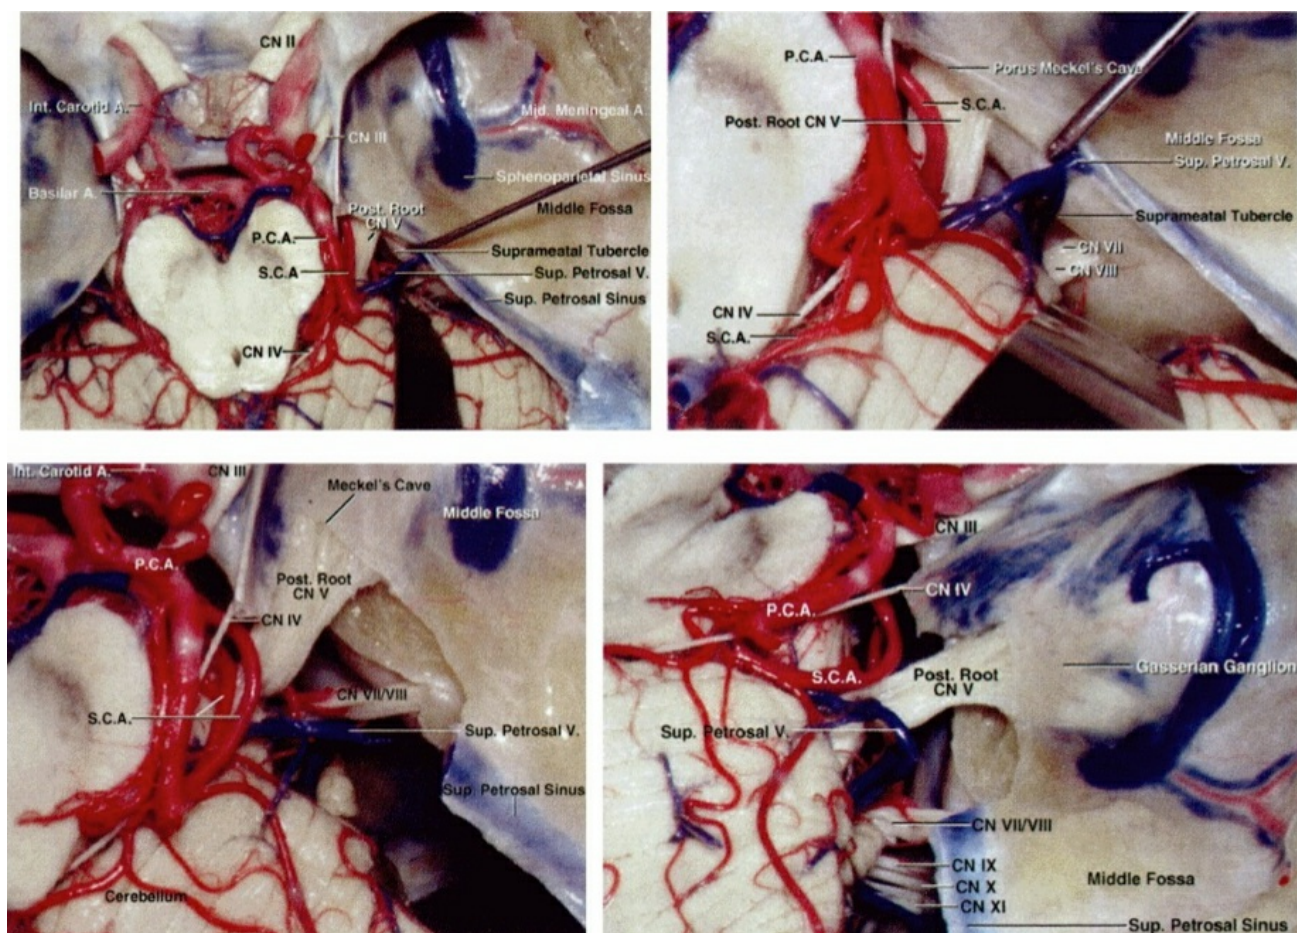 CN II
Int. Carotid A.
Mid. Meningeal A.
CN III
Sphenoparietal Sinus
Basilar A.
Post. Root
CN V
Middle Fossa
P.C.A.
Suprameatal Tubercle
S.C.A
Sup. Petrosal V.
Sup. Petrosal Sinus
CN IV
P.C.A.
Porus Meckel's Cave
S.C.A.
Post. Root CN V
Middle Fossa
Sup. Petrosal V.
Suprameatal Tubercle
CN VII
CN VIII
CN IV
S.C.A.
Int. Carotid A.
CN III
Meckel's Cave
Middle Fossa
P.C.A.
Post. Root
CN V
CN IV
CN VII/VIII
S.C.A.
Sup. Petrosal V.
Sup. Petrosal Sinus
Cerebellum
CN III
CN IV
P.C.A.
Gasserian Ganglion
S.C.A.
Post. Root
CN V
Sup. Petrosal V.
CN VII/VIII
CN IX
CN X
Middle Fossa
CN XI
Sup. Petrosal Sinus